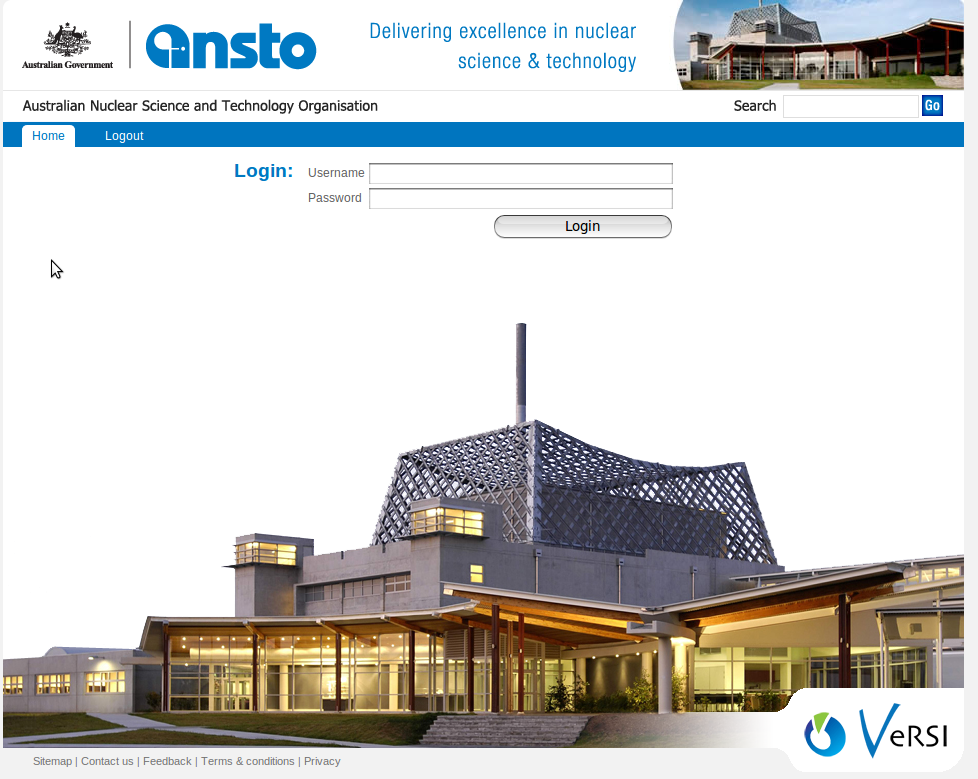 Australian Government
ansto
Delivering excellence in nuclear
science & technology
Australian Nuclear Science and Technology Organisation
Search
Go
Home
Logout
Login:
Username
Password
Login
VeRSI
Sitemap | Contact us | Feedback | Terms & conditions | Privacy